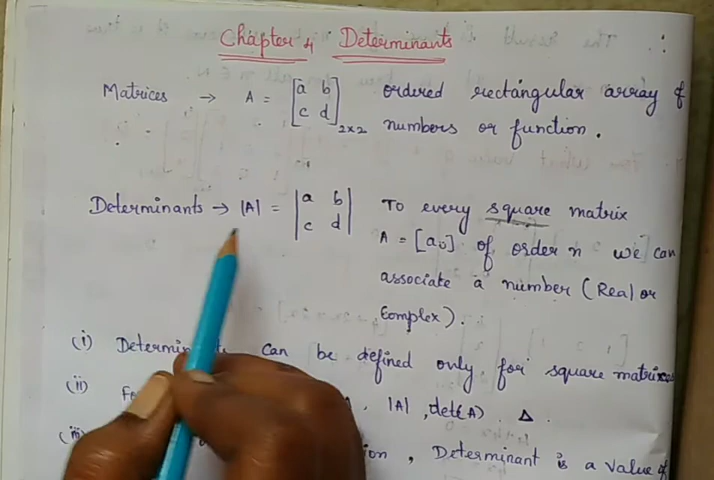 Chapter 4 Determinants
Matrices → A = [a b ordered rectangular array of
c d]2×2 numbers or function.
Determinants → |A| = |a b| To every square matrix
|c d| A = [aij] of order n we can
associate a number (Real or
Complex).
(i) Determinants can be defined only for square matrices
(ii) A, |A|, det(A) Δ.
(iii) , Determinant is a value of